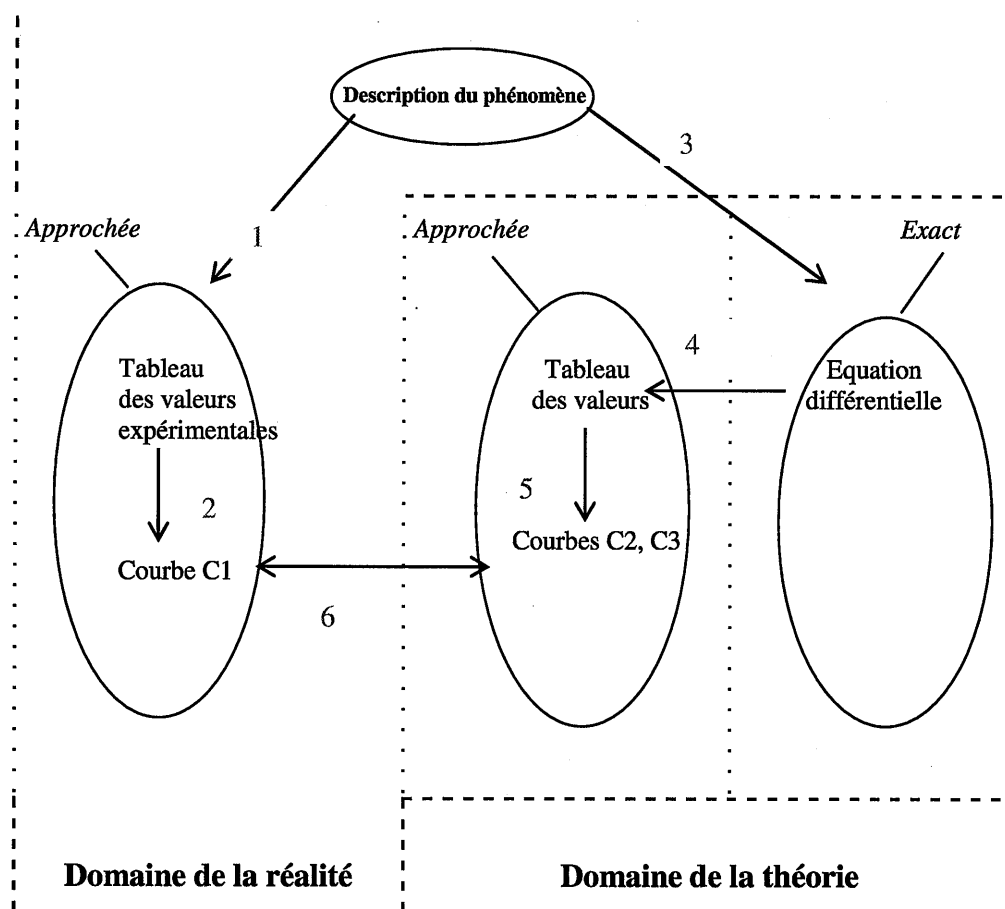 Description du phénomène
3
Approchée
1
Approchée
Exact
Tableau
des valeurs
expérimentales
2
Courbe C1
Tableau
des valeurs
5
Courbes C2, C3
4
Equation
différentielle
6
Domaine de la réalité
Domaine de la théorie